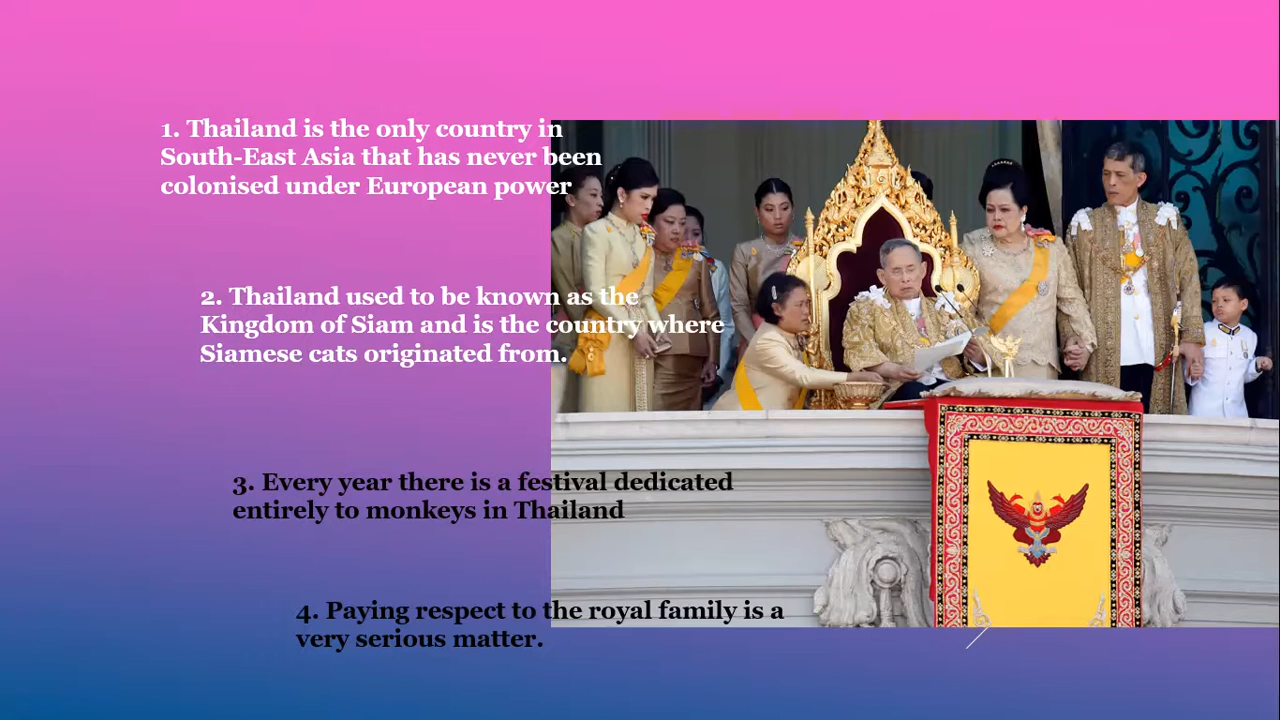 1. Thailand is the only country in
South-East Asia that has never been
colonised under European power
2. Thailand used to be known as the
Kingdom of Siam and is the country where
Siamese cats originated from.
3. Every year there is a festival dedicated
entirely to monkeys in Thailand
4. Paying respect to the royal family is a
very serious matter.